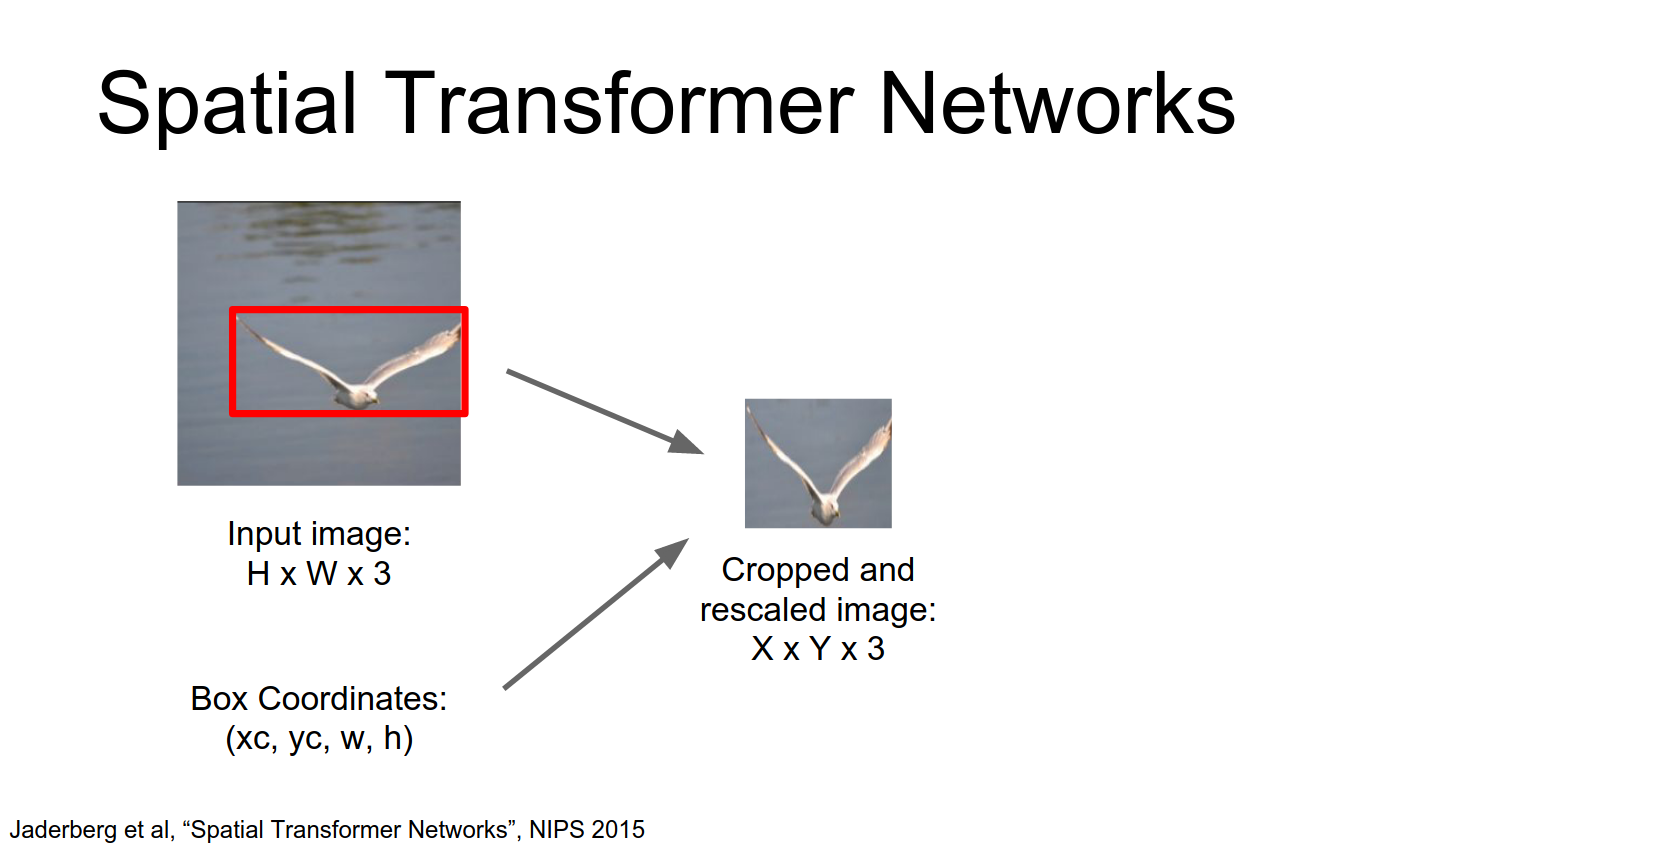 Spatial Transformer Networks
Input image:
H x W x 3
Box Coordinates:
(xc, yc, w, h)
Cropped and
rescaled image:
X x Y x 3
Jaderberg et al, “Spatial Transformer Networks”, NIPS 2015